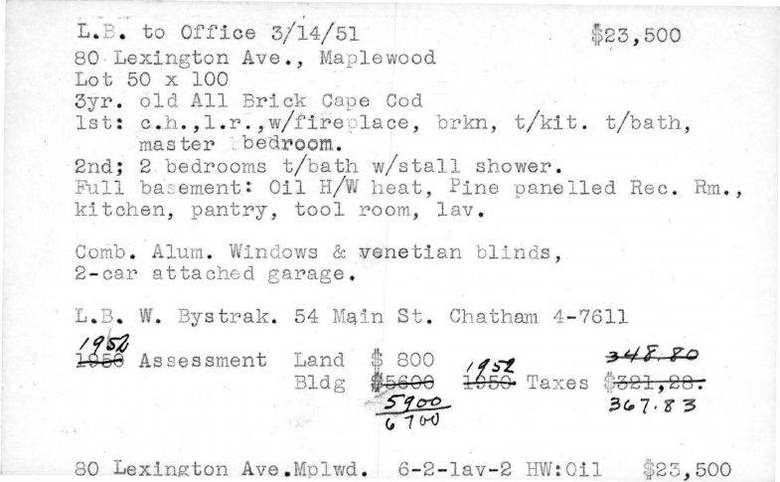 L.B. to Office 3/14/51 $23,500
80 Lexington Ave., Maplewood
Lot 50 x 100
3yr. old All Brick Cape Cod
1st: c.h.,l.r.,w/fireplace, brkn, t/kit. t/bath,
master bedroom.
2nd; 2 bedrooms t/bath w/stall shower.
Full basement: Oil H/W heat, Pine panelled Rec. Rm.,
kitchen, pantry, tool room, lav.
Comb. Alum. Windows & venetian blinds,
2-car attached garage.
L.B. W. Bystrak. 54 Main St. Chatham 4-7611
1952 1952 348.80
1950 Assessment Land $ 800
Bldg $5600 1950 Taxes $321,28.
5900 367.83
6700
80 Lexington Ave.Mplwd. 6-2-lav-2 HW:Oil $23,500